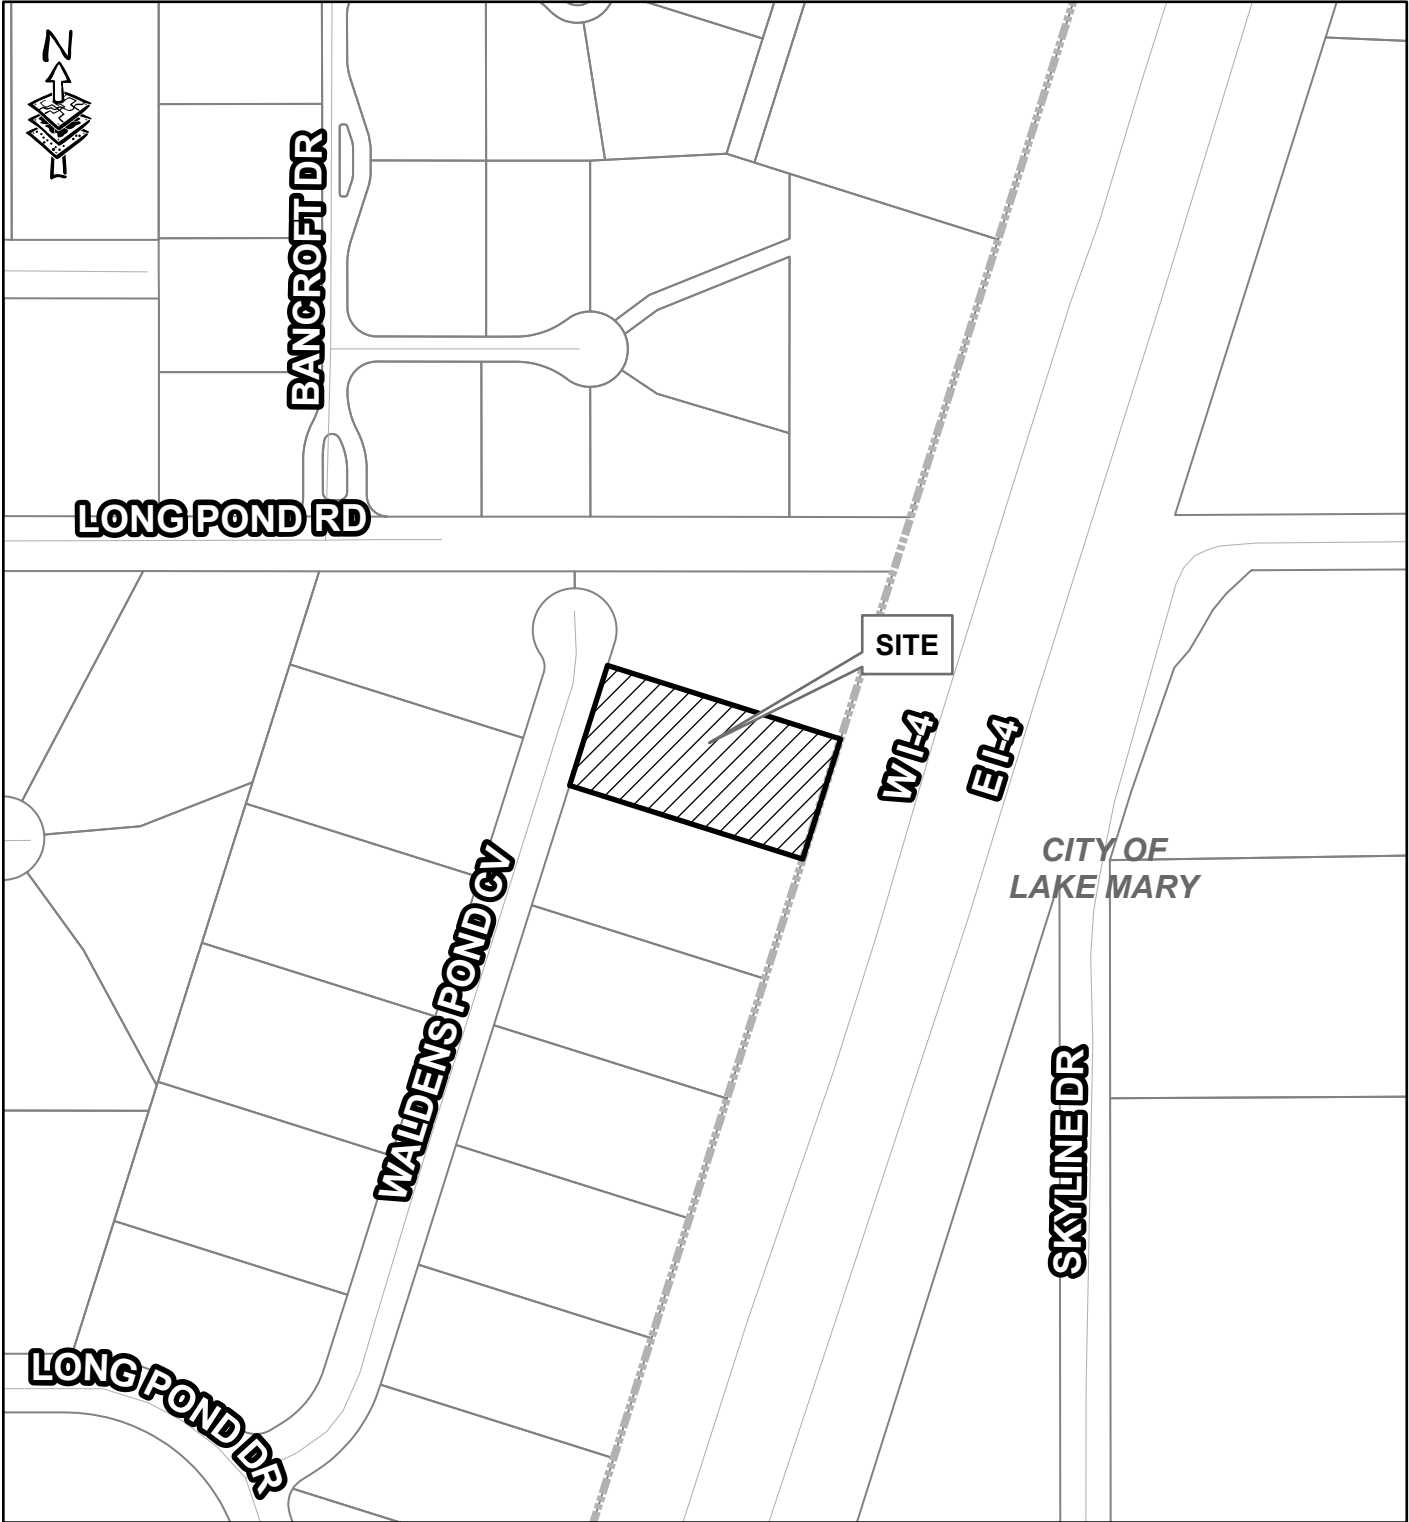 N
BANCROFT DR
LONG POND RD
SITE
W I-4
E I-4
CITY OF
LAKE MARY
WALDENS POND CV
SKYLINE DR
LONG POND DR